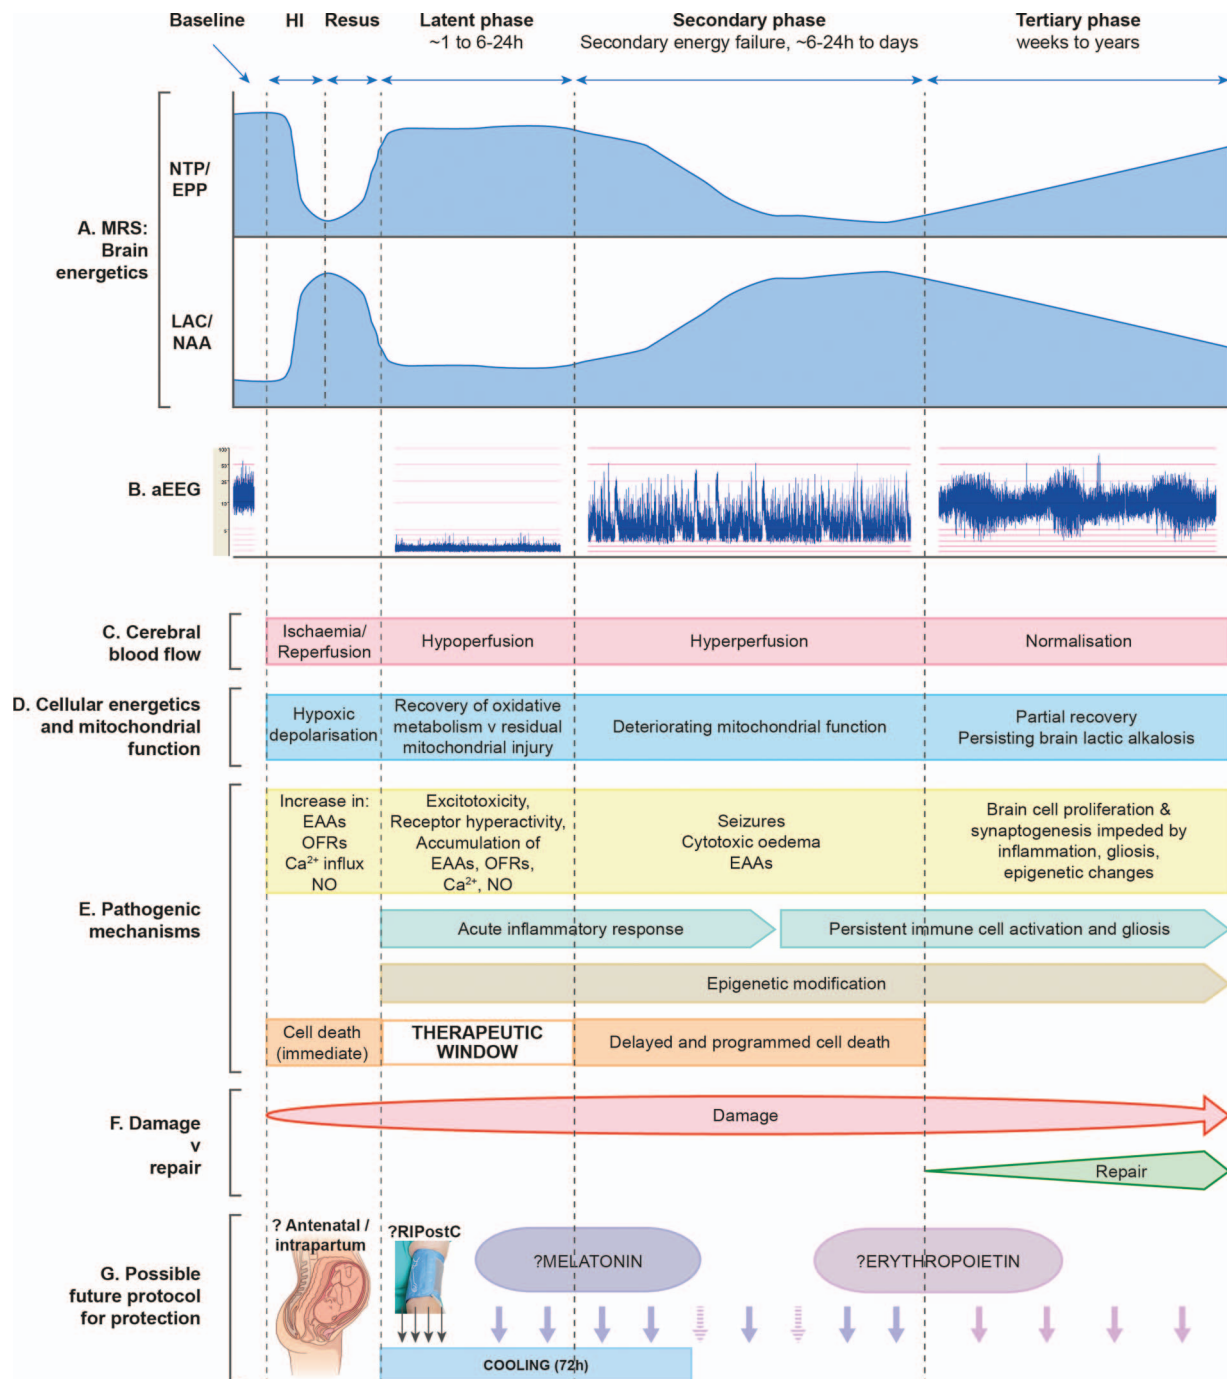 Baseline
HI
Resus
Latent phase
~1 to 6-24h
Secondary phase
Secondary energy failure, ~6-24h to days
Tertiary phase
weeks to years
A. MRS:
Brain
energetics
NTP/
EPP
LAC/
NAA
B. aEEG
100
50
25
10
5
C. Cerebral
blood flow
Ischaemia/
Reperfusion
Hypoperfusion
Hyperperfusion
Normalisation
D. Cellular energetics
and mitochondrial
function
Hypoxic
depolarisation
Recovery of oxidative
metabolism v residual
mitochondrial injury
Deteriorating mitochondrial function
Partial recovery
Persisting brain lactic alkalosis
E. Pathogenic
mechanisms
Increase in:
EAAs
OFRs
Ca²⁺ influx
NO
Excitotoxicity,
Receptor hyperactivity,
Accumulation of
EAAs, OFRs,
Ca²⁺, NO
Seizures
Cytotoxic oedema
EAAs
Brain cell proliferation &
synaptogenesis impeded by
inflammation, gliosis,
epigenetic changes
Acute inflammatory response
Persistent immune cell activation and gliosis
Epigenetic modification
Cell death
(immediate)
THERAPEUTIC
WINDOW
Delayed and programmed cell death
F. Damage
v
repair
Damage
Repair
G. Possible
future protocol
for protection
? Antenatal /
intrapartum
?RIPostC
?MELATONIN
?ERYTHROPOIETIN
COOLING (72h)